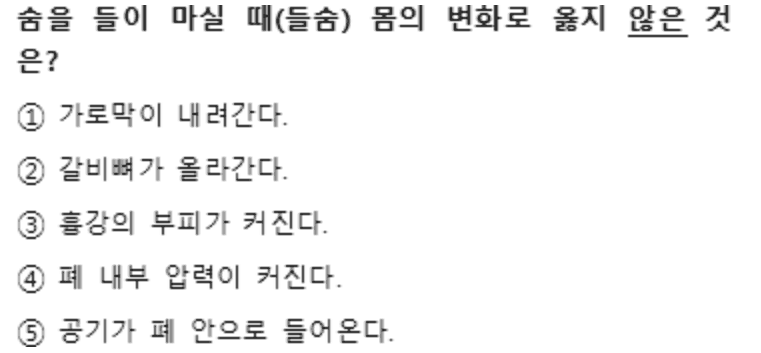 숨을 들이 마실 때(들숨) 몸의 변화로 옳지 않은 것
은?
① 가로막이 내려간다.
② 갈비뼈가 올라간다.
③ 흉강의 부피가 커진다.
④ 폐 내부 압력이 커진다.
⑤ 공기가 폐 안으로 들어온다.